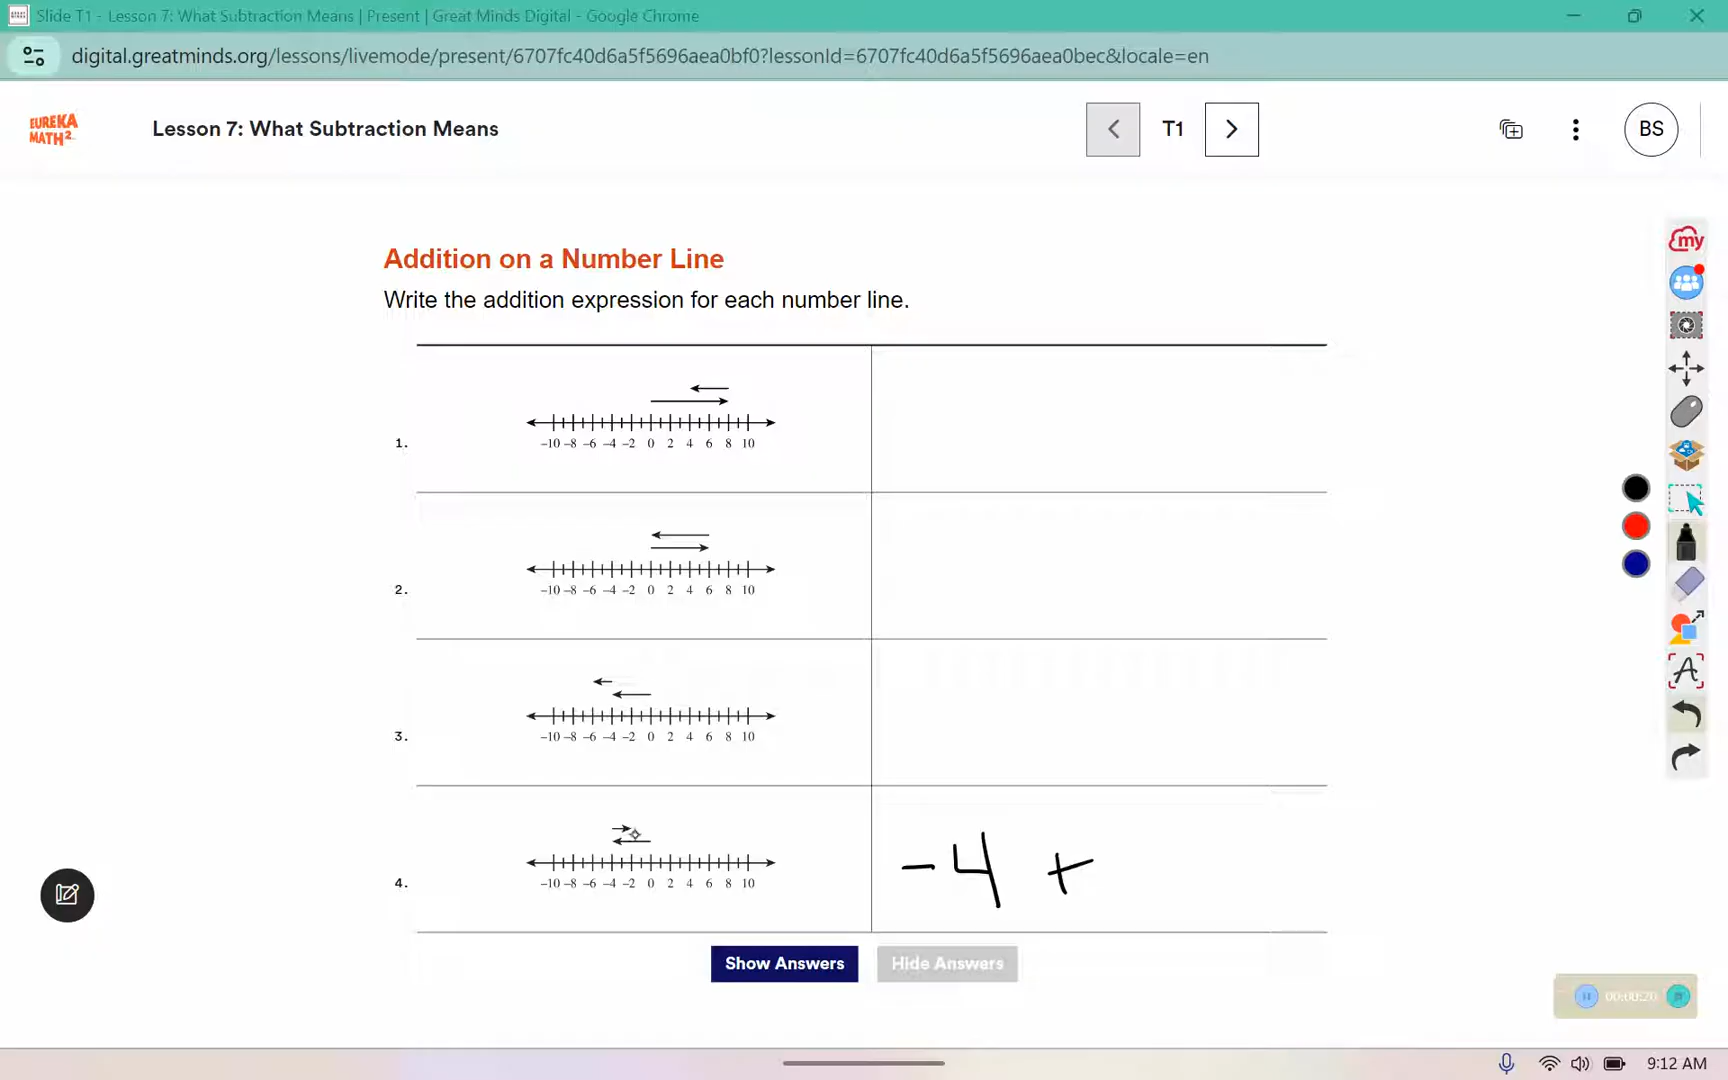 Slide T1 - Lesson 7: What Subtraction Means | Present | Great Minds Digital - Google Chrome
digital.greatminds.org/lessons/livemode/present/6707fc40d6a5f5696aea0bf0?lessonId=6707fc40d6a5f5696aea0bec&locale=en
EUREKA
MATH²
Lesson 7: What Subtraction Means
T1
BS
my
Addition on a Number Line
Write the addition expression for each number line.
1.
–10 –8 –6 –4 –2 0 2 4 6 8 10
2.
–10 –8 –6 –4 –2 0 2 4 6 8 10
3.
–10 –8 –6 –4 –2 0 2 4 6 8 10
4.
–10 –8 –6 –4 –2 0 2 4 6 8 10
-4 +
A
Show Answers
Hide Answers
00:00:20
9:12 AM